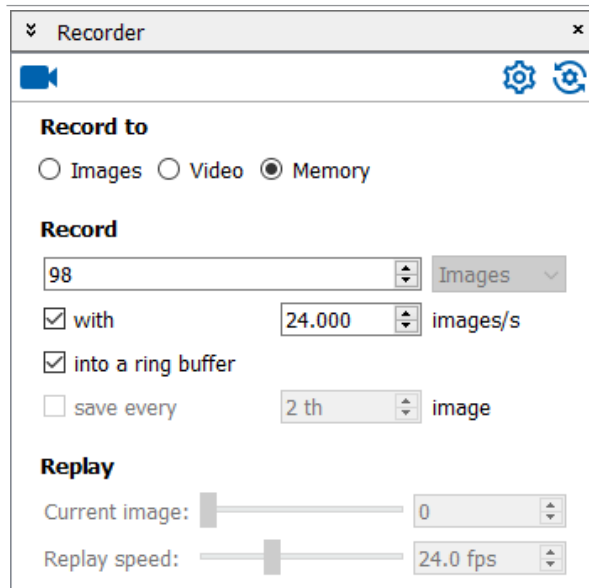 Recorder
Record to
Images Video Memory
Record
98 Images
with 24.000 images/s
into a ring buffer
save every 2 th image
Replay
Current image: 0
Replay speed: 24.0 fps